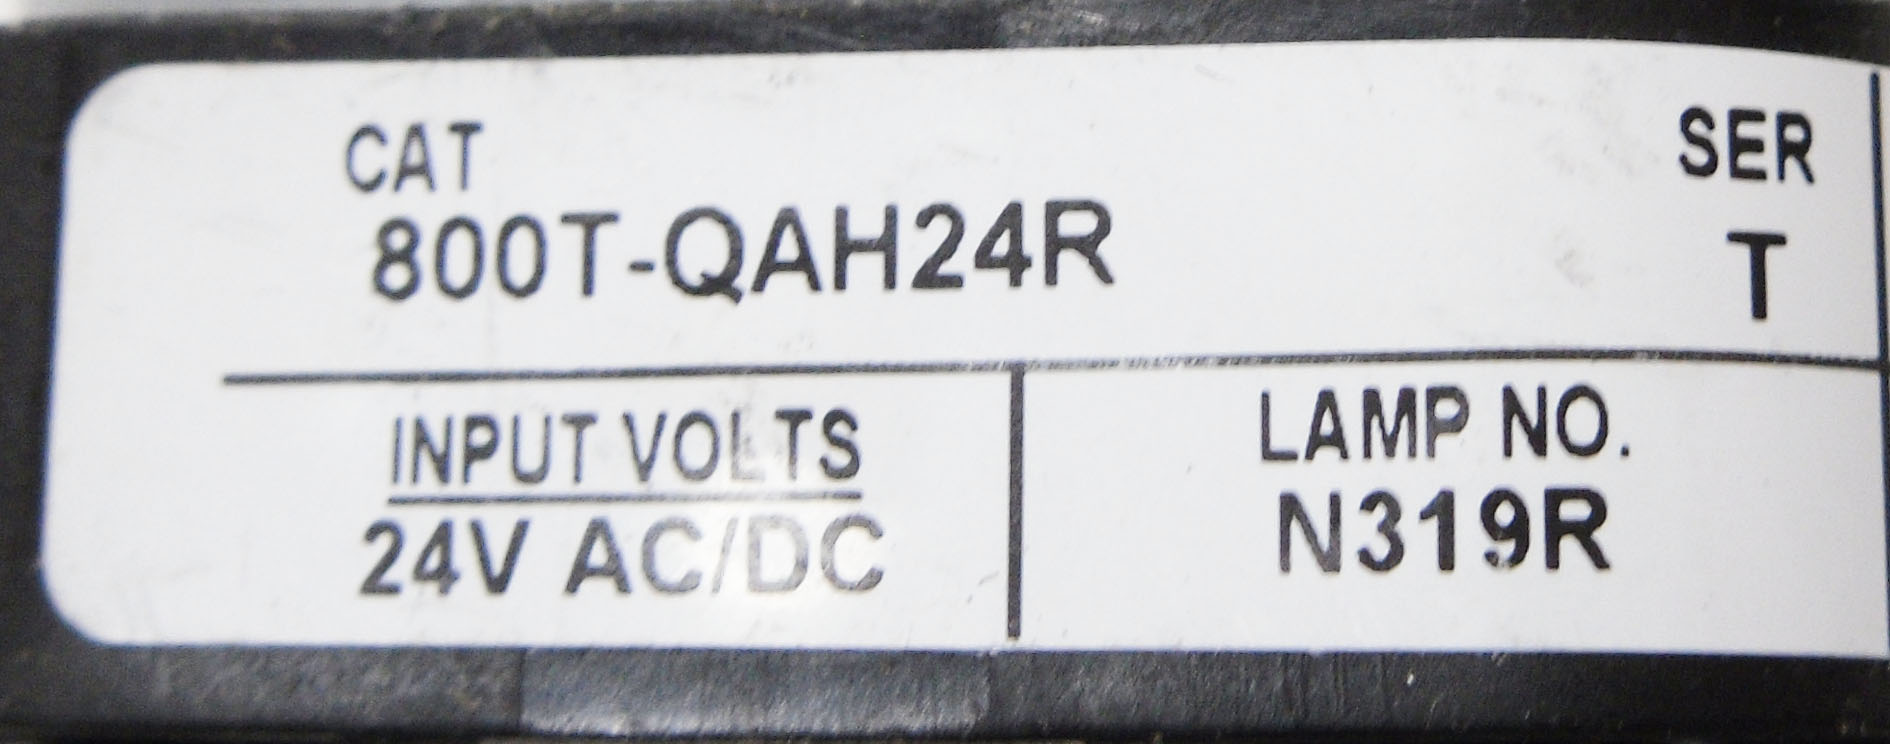 CAT
800T-QAH24R
SER
T
INPUT VOLTS
24V AC/DC
LAMP NO.
N319R